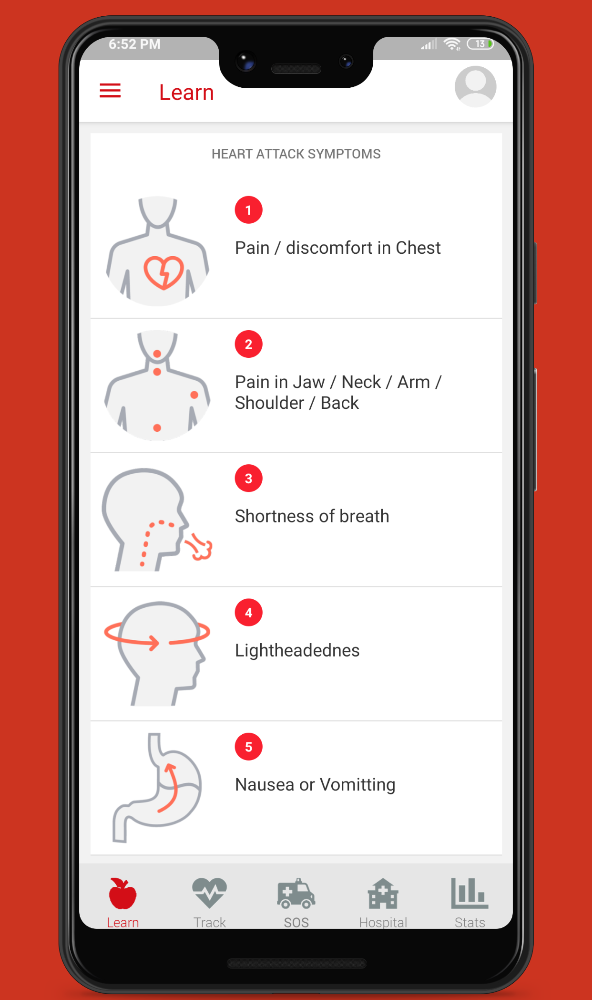 6:52 PM
13
Learn
HEART ATTACK SYMPTOMS
1
Pain / discomfort in Chest
2
Pain in Jaw / Neck / Arm /
Shoulder / Back
3
Shortness of breath
4
Lightheadednes
5
Nausea or Vomitting
Learn
Track
SOS
Hospital
Stats